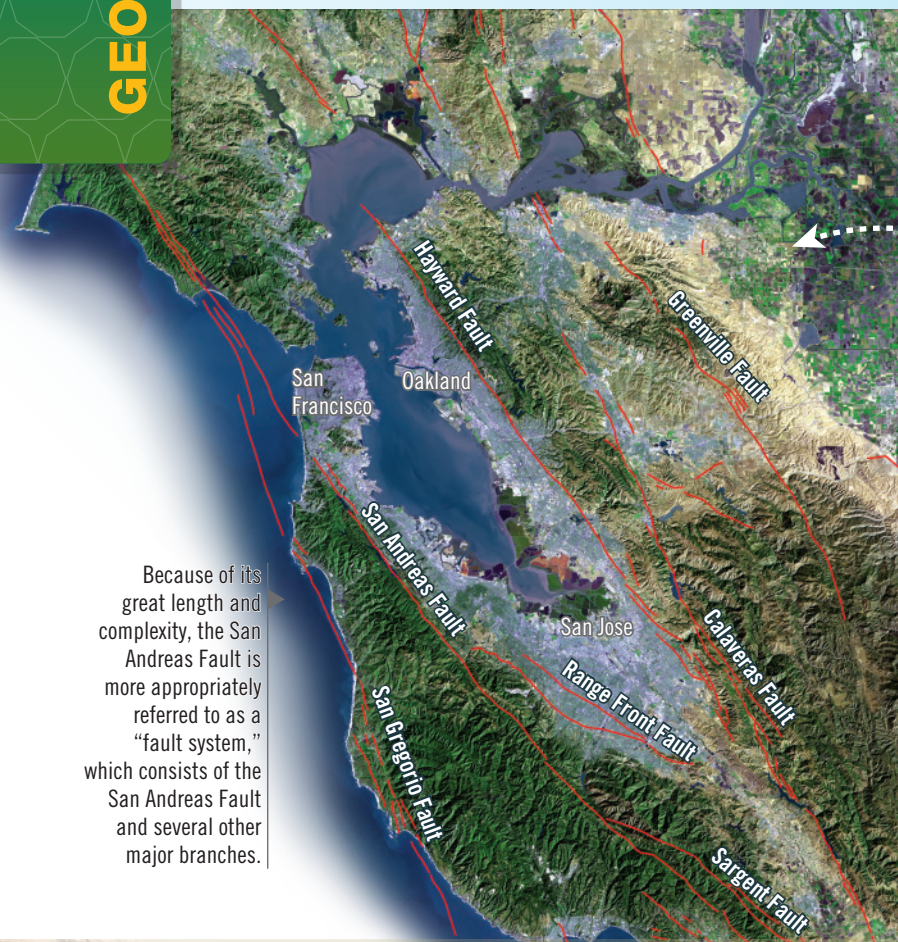 GEO
Hayward Fault
Greenville Fault
San
Francisco
Oakland
San Andreas Fault
Because of its
great length and
complexity, the San
Andreas Fault is
more appropriately
referred to as a
“fault system,”
which consists of the
San Andreas Fault
and several other
major branches.
San Jose
Calaveras Fault
Range Front Fault
San Gregorio Fault
Sargent Fault